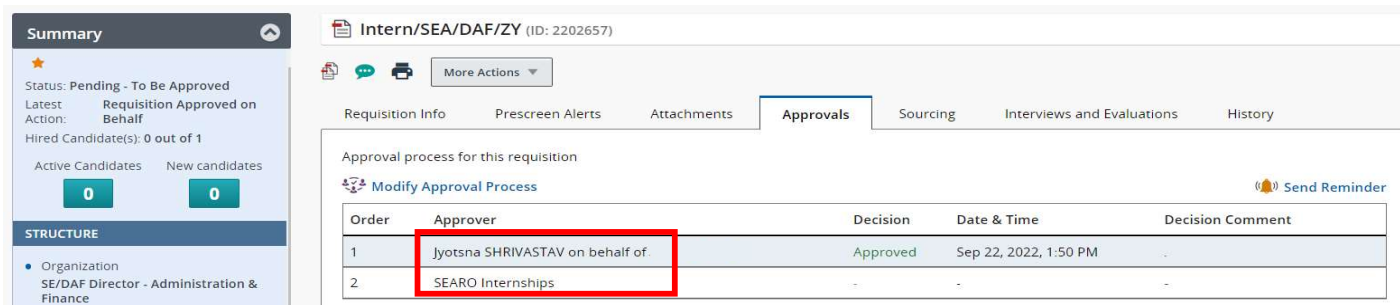 Summary
Status: Pending - To Be Approved
Latest Action: Requisition Approved on Behalf
Hired Candidate(s): 0 out of 1
Active Candidates New candidates
0 0
STRUCTURE
Organization
SE/DAF Director - Administration &
Finance
Intern/SEA/DAF/ZY (ID: 2202657)
More Actions
Requisition Info Prescreen Alerts Attachments Approvals Sourcing Interviews and Evaluations History
Approval process for this requisition
Modify Approval Process Send Reminder
Order Approver Decision Date & Time Decision Comment
1 Jyotsna SHRIVASTAV on behalf of Approved Sep 22, 2022, 1:50 PM .
2 SEARO Internships - - -